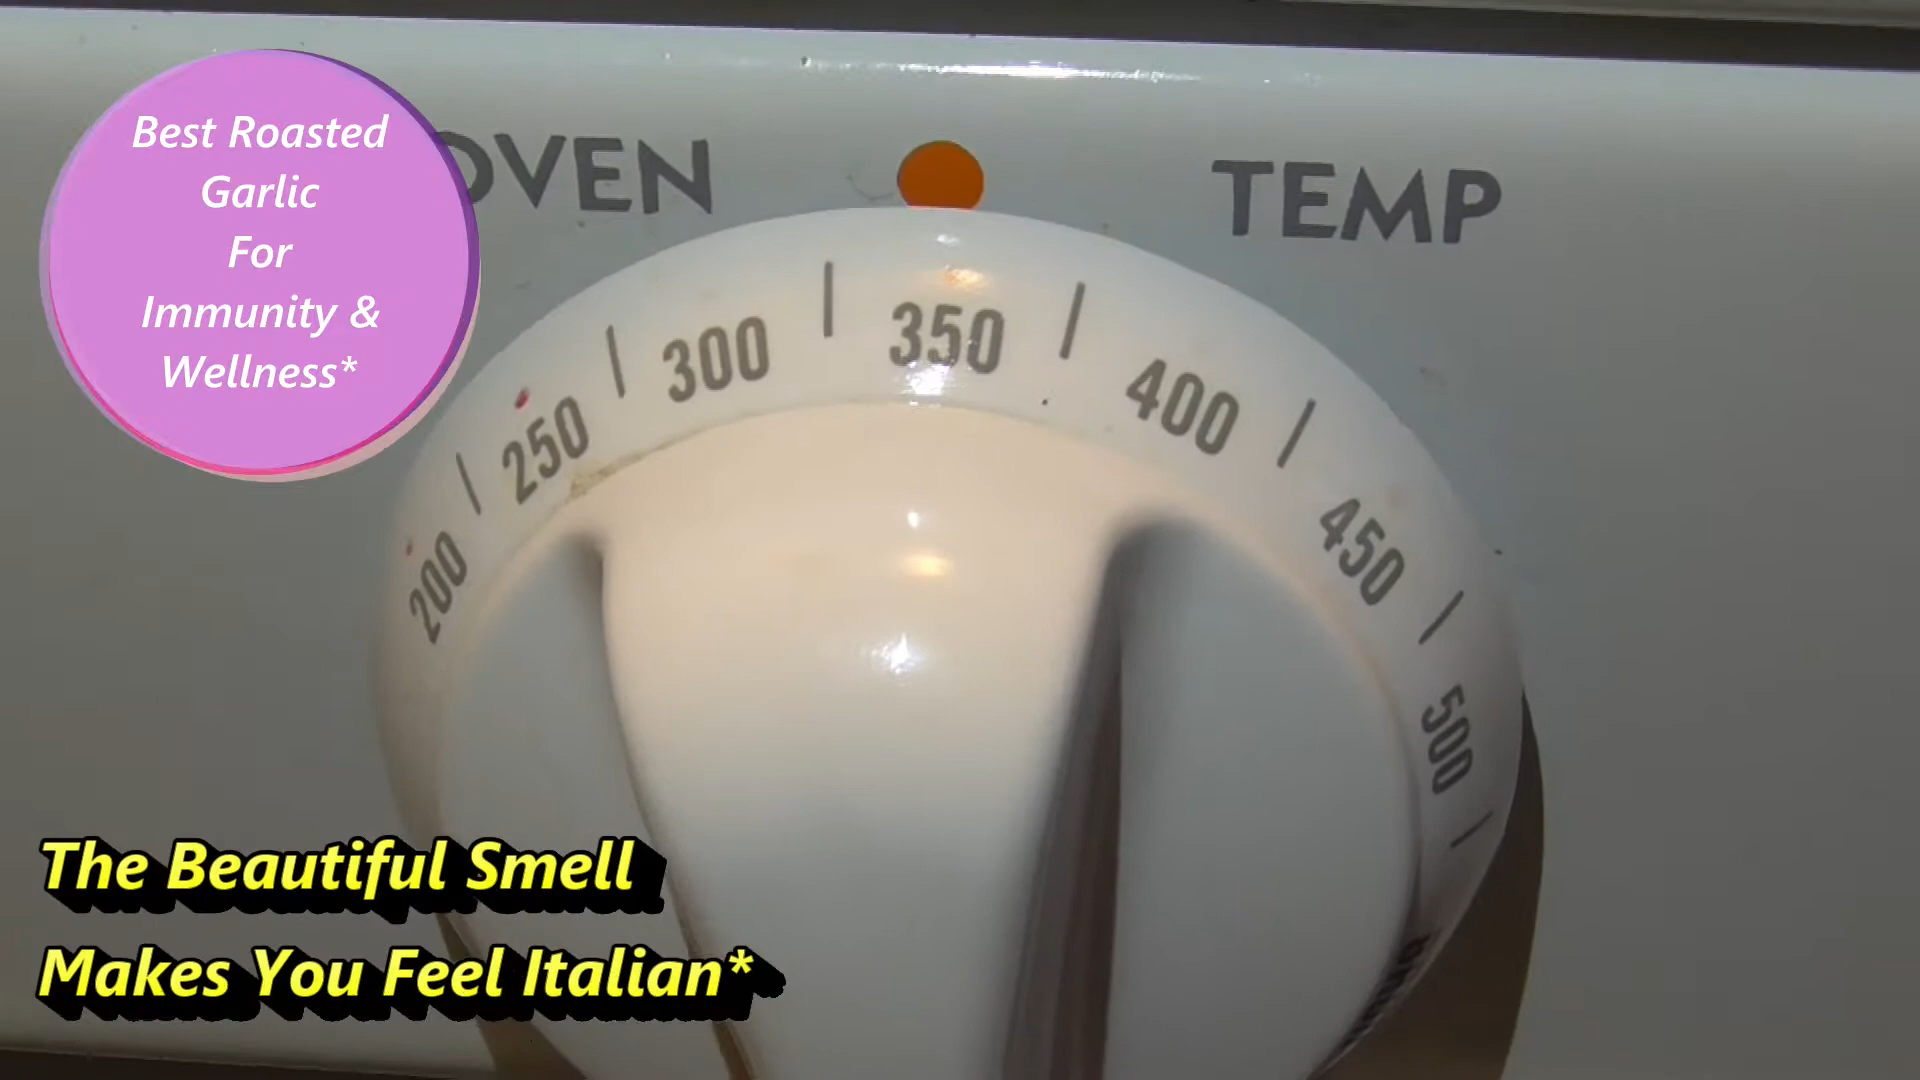 Best Roasted
Garlic
For
Immunity &
Wellness*
OVEN
TEMP
200
250
300
350
400
450
500
The Beautiful Smell
Makes You Feel Italian*